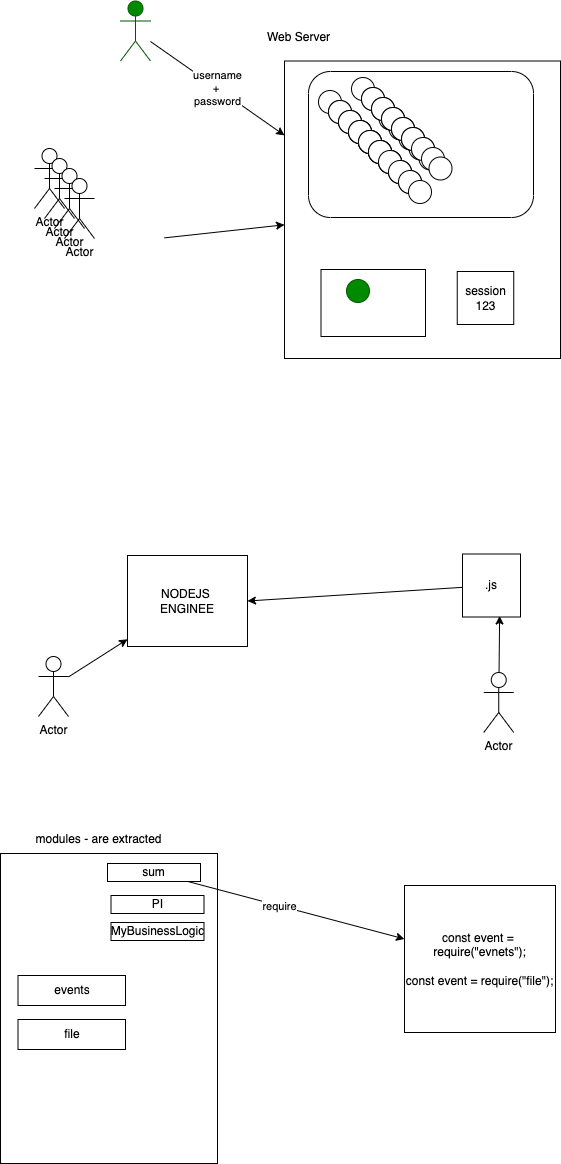 Web Server
username
+
password
Actor
Actor
Actor
Actor
session
123
NODEJS
ENGINEE
.js
Actor
Actor
modules - are extracted
sum
PI
MyBusinessLogic
require
const event =
require("evnets");
const event = require("file");
events
file